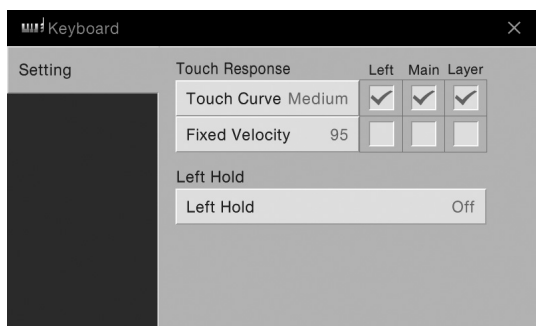 Keyboard
Setting
Touch Response Left Main Layer
Touch Curve Medium
Fixed Velocity 95
Left Hold
Left Hold Off